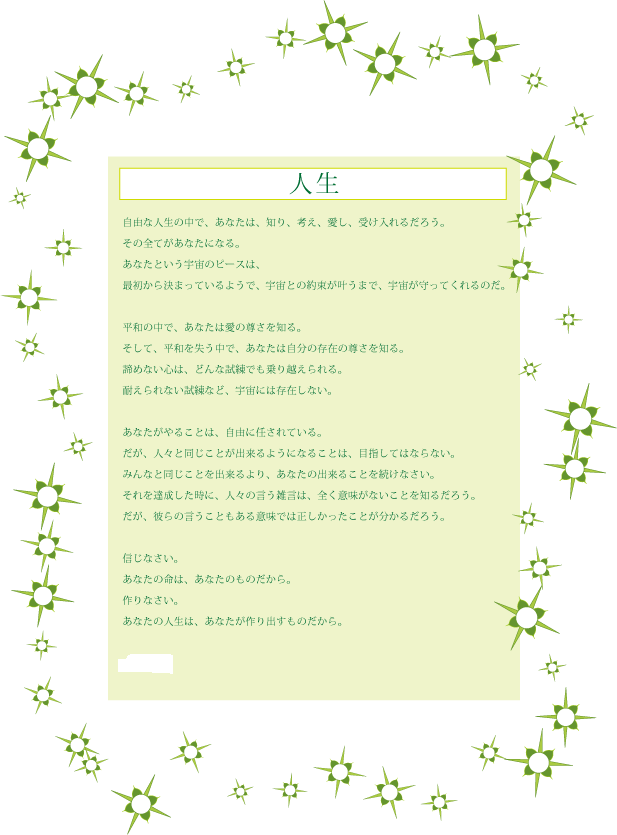 人生
自由な人生の中で、あなたは、知り、考え、愛し、受け入れるだろう。
その全てがあなたになる。
あなたという宇宙のピースは、
最初から決まっているようで、宇宙との約束が叶うまで、宇宙が守ってくれるのだ。
平和の中で、あなたは愛の尊さを知る。
そして、平和を失う中で、あなたは自分の存在の尊さを知る。
諦めない心は、どんな試練でも乗り越えられる。
耐えられない試練など、宇宙には存在しない。
あなたがやることは、自由に任されている。
だが、人々と同じことが出来るようになることは、目指してはならない。
みんなと同じことを出来るより、あなたの出来ることを続けなさい。
それを達成した時に、人々の言う雑言は、全く意味がないことを知るだろう。
だが、彼らの言うこともある意味では正しかったことが分かるだろう。
信じなさい。
あなたの命は、あなたのものだから。
作りなさい。
あなたの人生は、あなたが作り出すものだから。